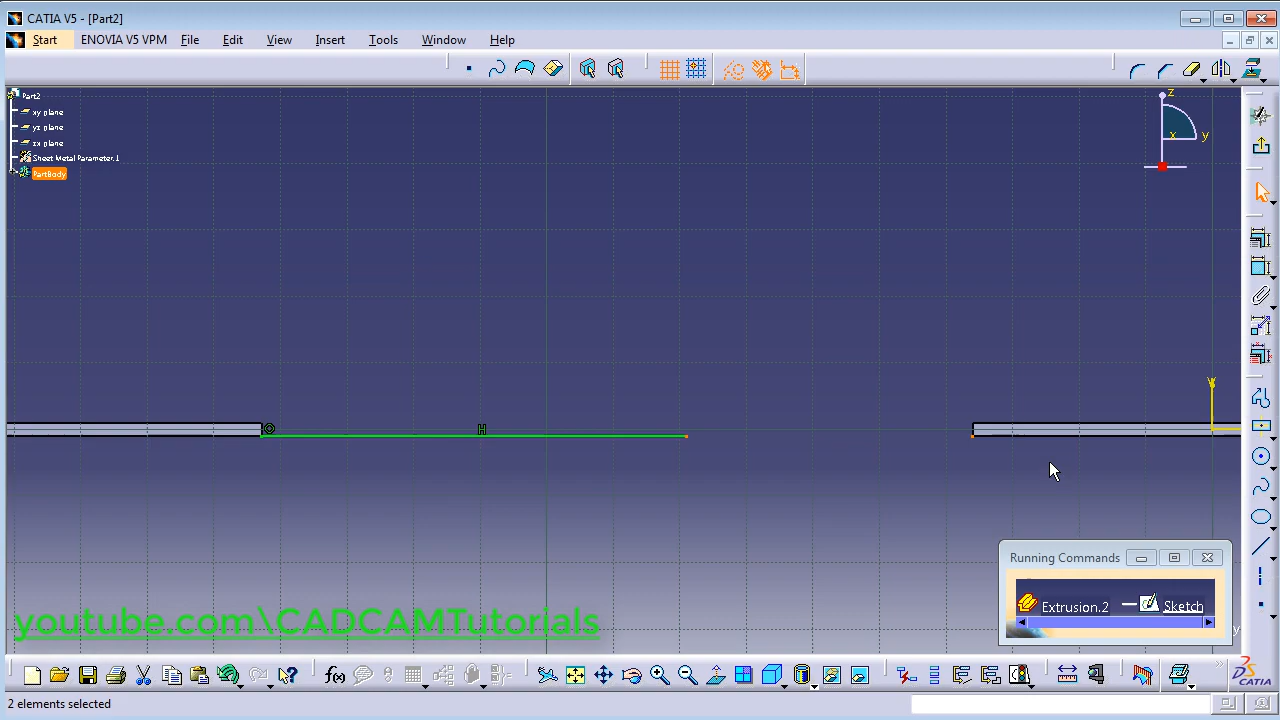 CATIA V5 - [Part2]
Start ENOVIA V5 VPM File Edit View Insert Tools Window Help
Part2
xy plane
yz plane
zx plane
Sheet Metal Parameter.1
PartBody
z
x y
V
H
Running Commands
Extrusion.2 Sketch
youtube.com\CADCAMTutorials
y
f(x)
CATIA
2 elements selected